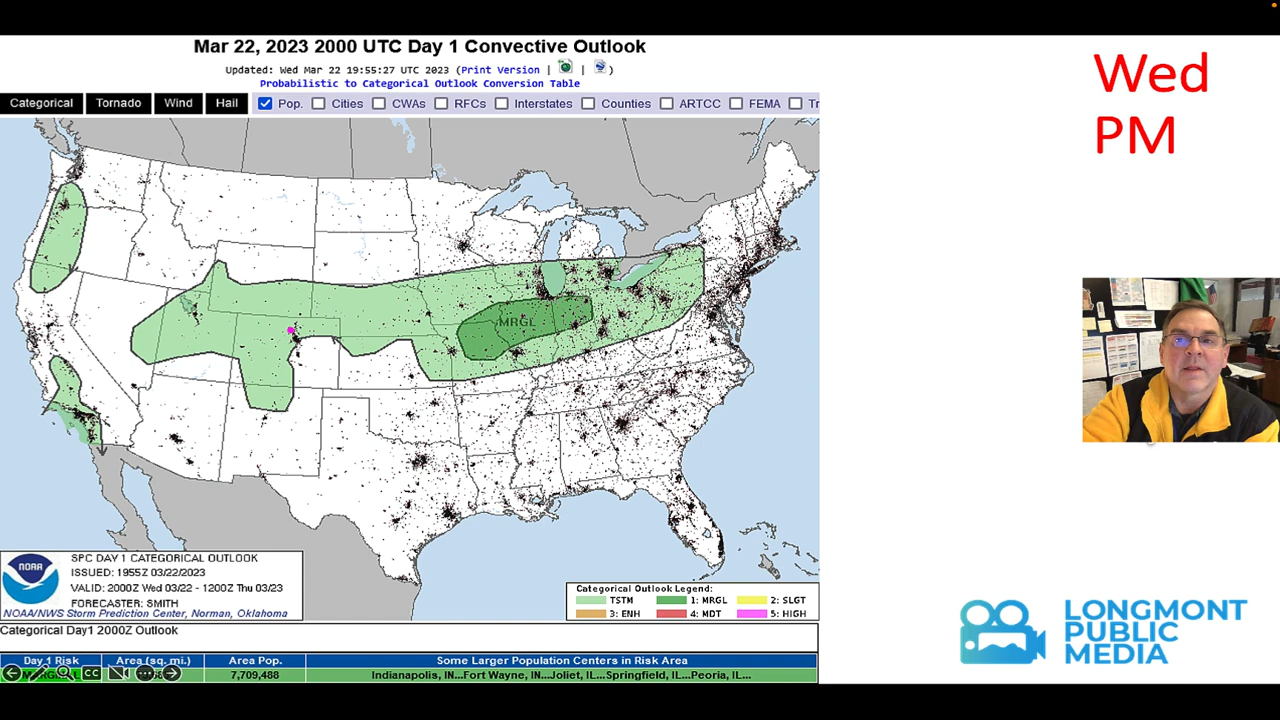 Mar 22, 2023 2000 UTC Day 1 Convective Outlook
Updated: Wed Mar 22 19:55:27 UTC 2023 (Print Version | | )
Probabilistic to Categorical Outlook Conversion Table
Categorical Tornado Wind Hail Pop. Cities CWAs RFCs Interstates Counties ARTCC FEMA Tr
Wed
PM
MRGL
NOAA
SPC DAY 1 CATEGORICAL OUTLOOK
ISSUED: 1955Z 03/22/2023
VALID: 2000Z Wed 03/22 - 1200Z Thu 03/23
FORECASTER: SMITH
NOAA/NWS Storm Prediction Center, Norman, Oklahoma
Categorical Outlook Legend:
TSTM 1: MRGL 2: SLGT
3: ENH 4: MDT 5: HIGH
Categorical Day1 2000Z Outlook
Day 1 Risk Area (sq. mi.) Area Pop. Some Larger Population Centers in Risk Area
7,709,488 Indianapolis, IN...Fort Wayne, IN...Joliet, IL...Springfield, IL...Peoria, IL...
CC
LONGMONT
PUBLIC
MEDIA